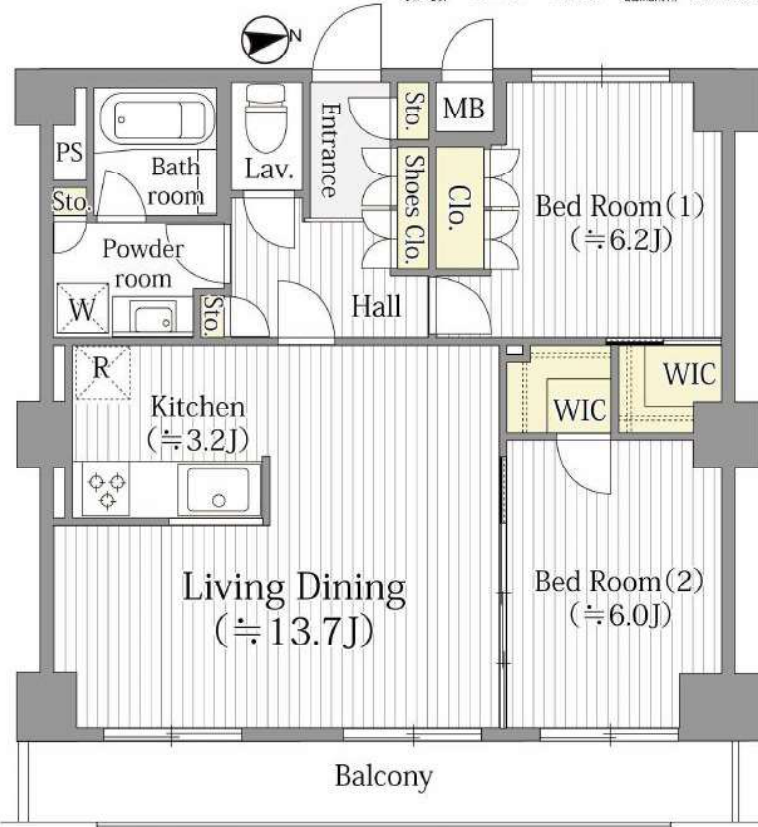 N
PS
Bath
room
Lav.
Entrance
Sto.
MB
Shoes Clo.
Clo.
Bed Room(1)
(≒6.2J)
Sto.
Powder
room
W
Sto.
Hall
R
Kitchen
(≒3.2J)
WIC
WIC
Living Dining
(≒13.7J)
Bed Room(2)
(≒6.0J)
Balcony